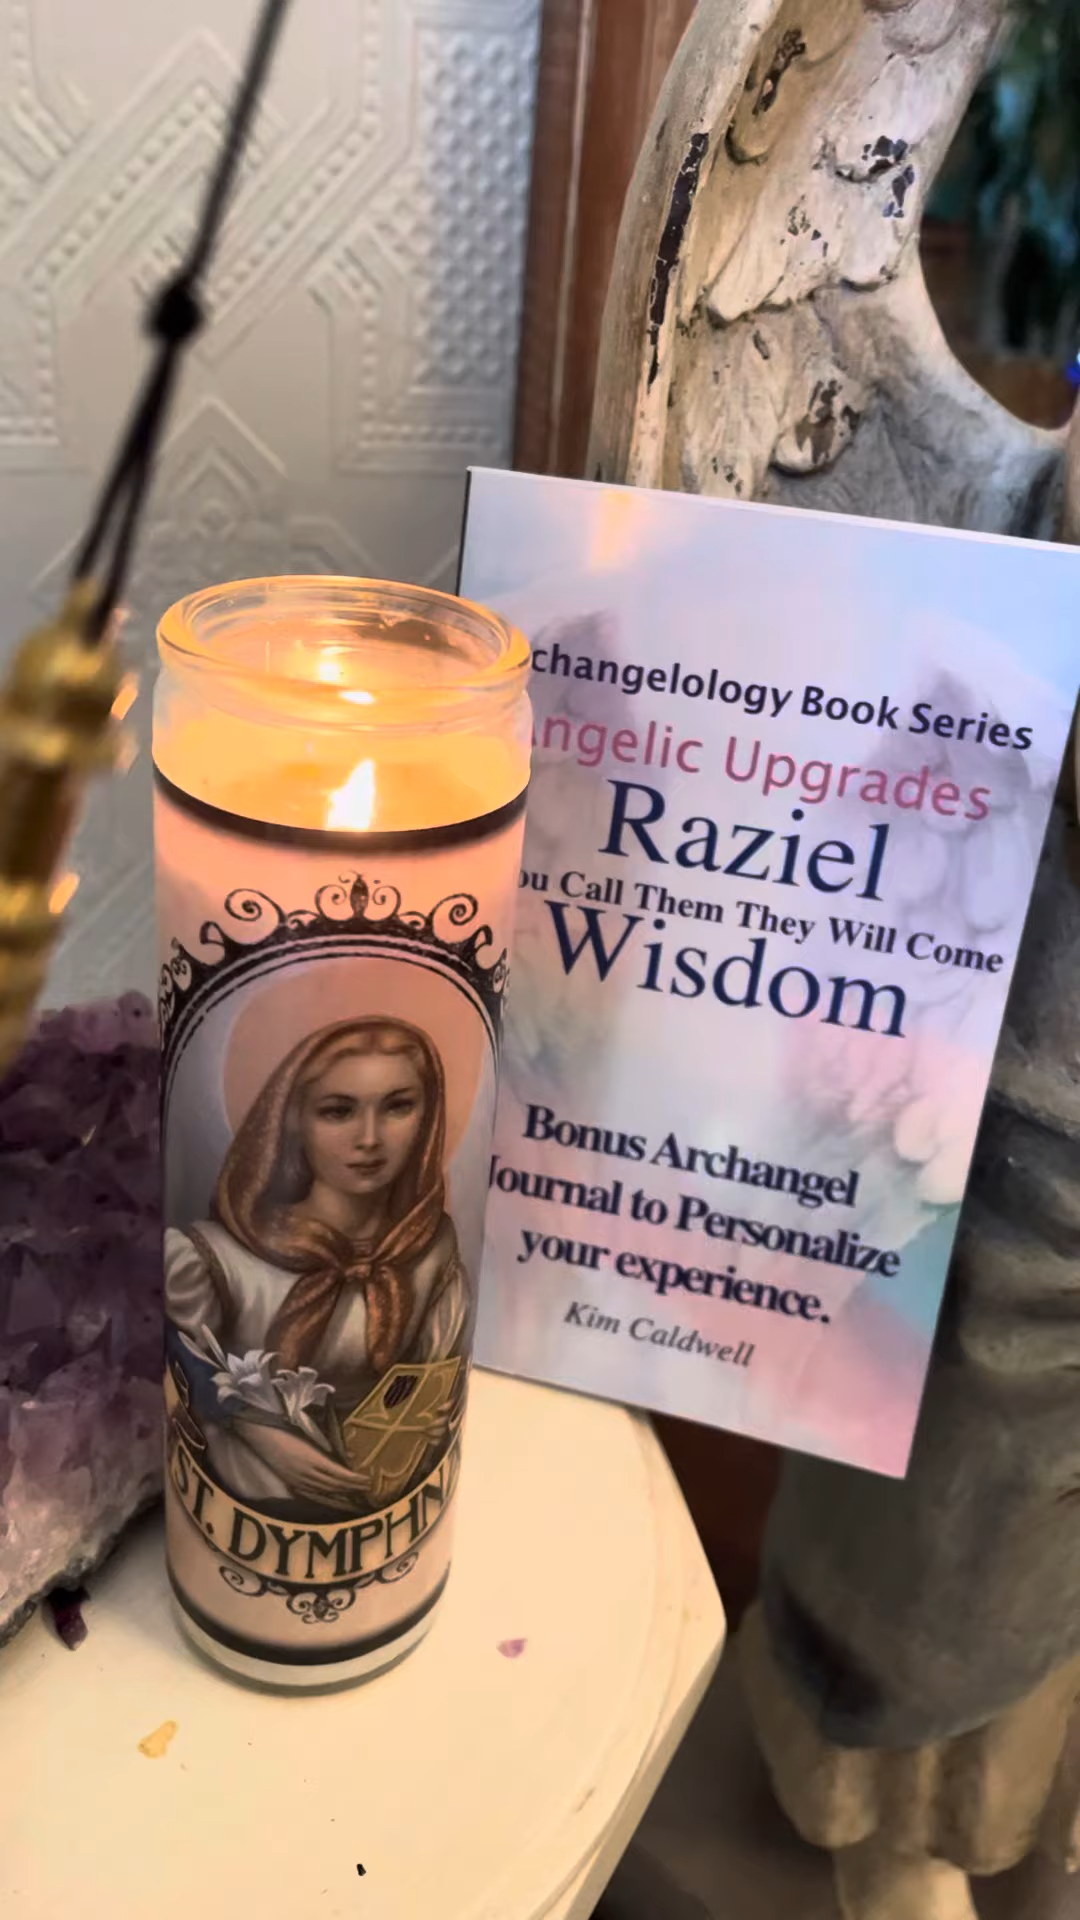 changelology Book Series
Angelic Upgrades
Raziel
ou Call Them They Will Come
Wisdom
Bonus Archangel
Journal to Personalize
your experience.
Kim Caldwell
ST. DYMPHN